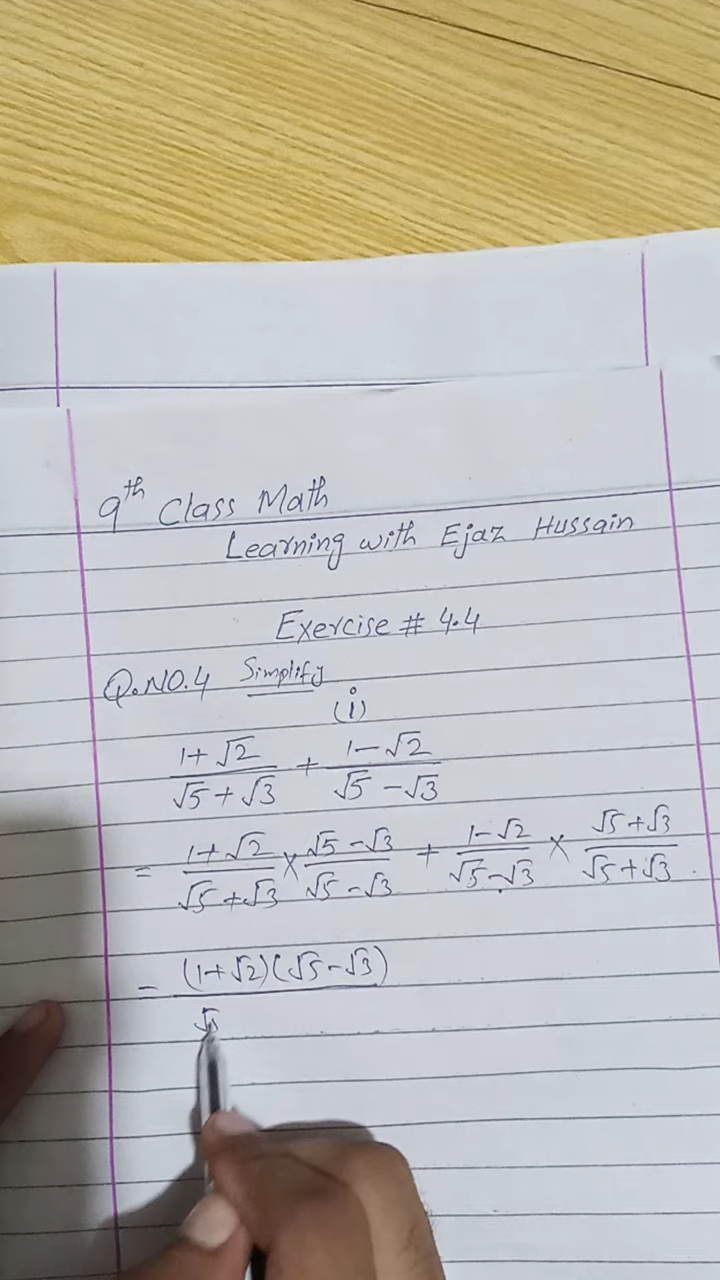 9th Class Math
Learning with Ejaz Hussain
Exercise # 4.4
Q.NO.4 Simplify
(i)
(1+√2)/(√5+√3) + (1-√2)/(√5-√3)
= (1+√2)/(√5+√3) × (√5-√3)/(√5-√3) + (1-√2)/(√5-√3) × (√5+√3)/(√5+√3).
= (1+√2)(√5-√3)
√5